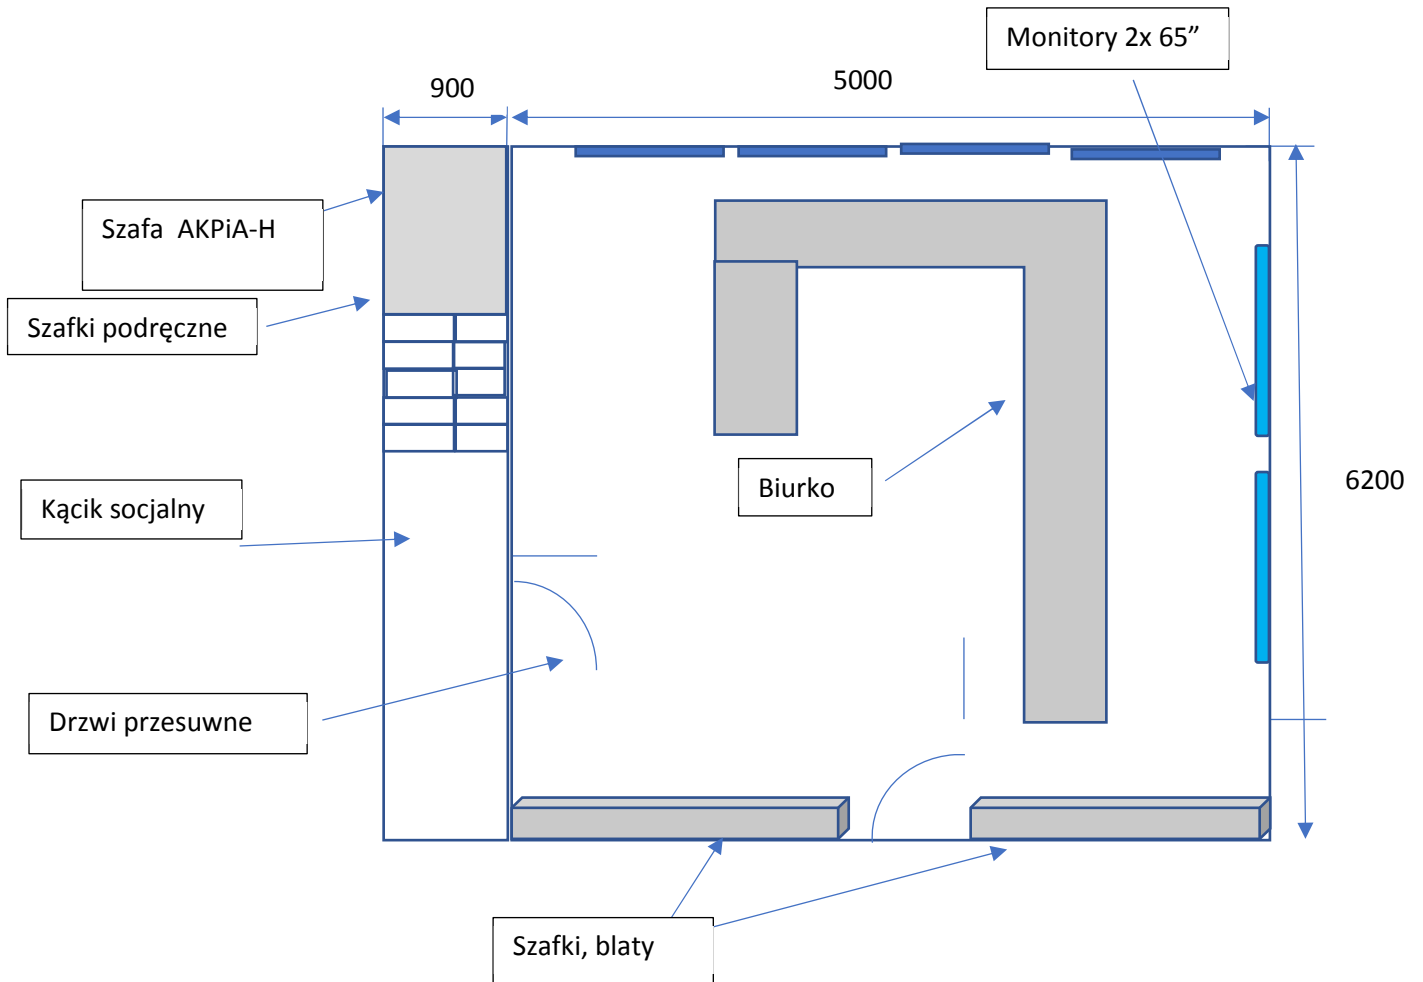 Monitory 2x 65”
900
5000
Szafa AKPiA-H
Szafki podręczne
Biurko
6200
Kącik socjalny
Drzwi przesuwne
Szafki, blaty